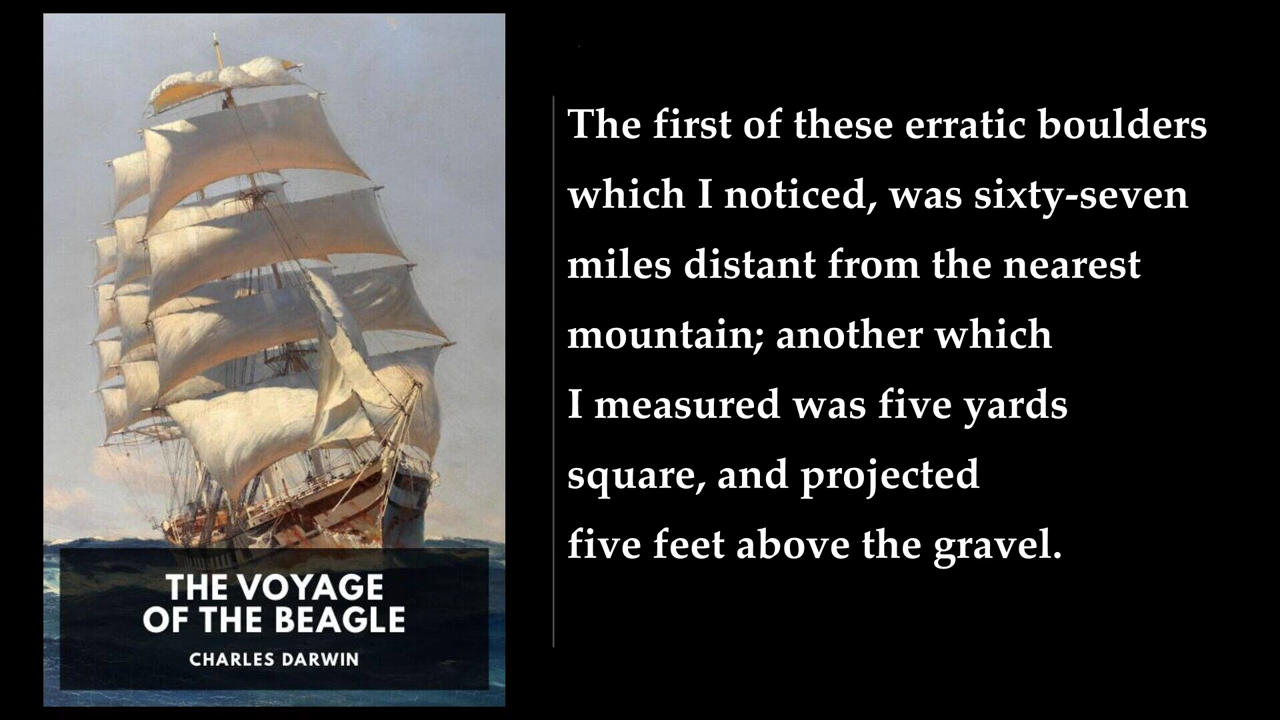 THE VOYAGE
OF THE BEAGLE
CHARLES DARWIN
The first of these erratic boulders
which I noticed, was sixty-seven
miles distant from the nearest
mountain; another which
I measured was five yards
square, and projected
five feet above the gravel.